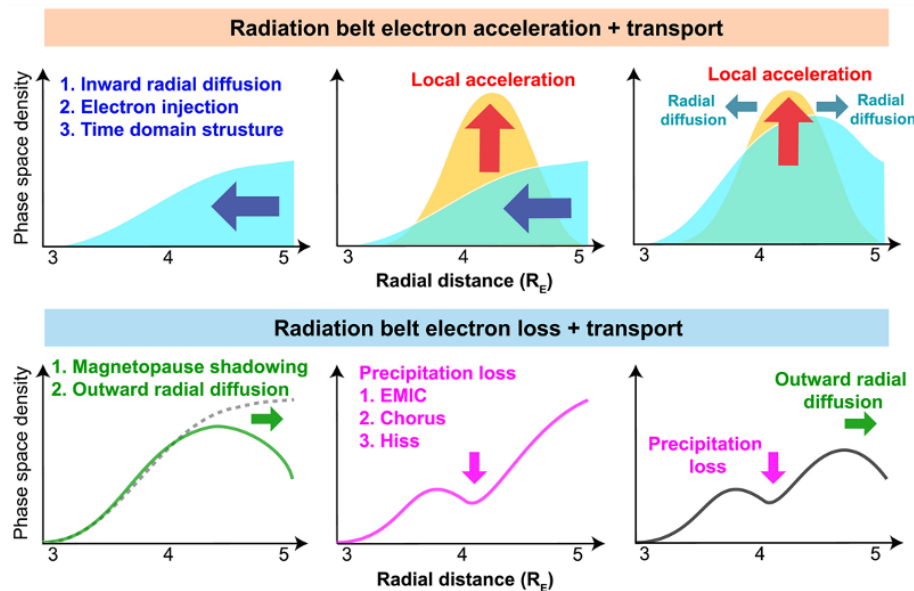 Radiation belt electron acceleration + transport
Phase space density
1. Inward radial diffusion
2. Electron injection
3. Time domain strusture
3 4 5
Local acceleration
3 4 5
Radial distance (R_E)
Local acceleration
Radial
diffusion
Radial
diffusion
3 4 5
Radiation belt electron loss + transport
Phase space density
1. Magnetopause shadowing
2. Outward radial diffusion
3 4 5
Precipitation loss
1. EMIC
2. Chorus
3. Hiss
3 4 5
Radial distance (R_E)
Outward radial
diffusion
Precipitation
loss
3 4 5